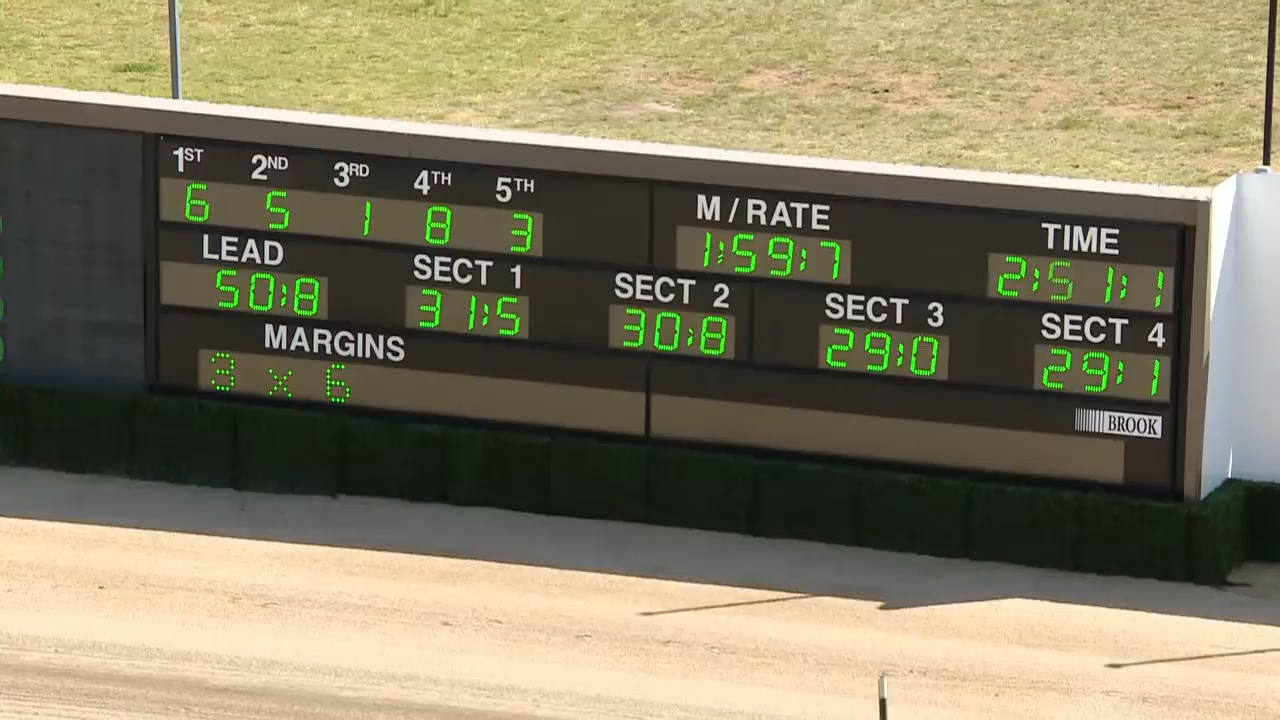 1ST 2ND 3RD 4TH 5TH
6 5 1 8 3
M/RATE
1:59:7
TIME
2:51:1
LEAD
50:8
SECT 1
31:5
SECT 2
30:8
SECT 3
29:0
SECT 4
29:1
MARGINS
3 x 6
BROOK